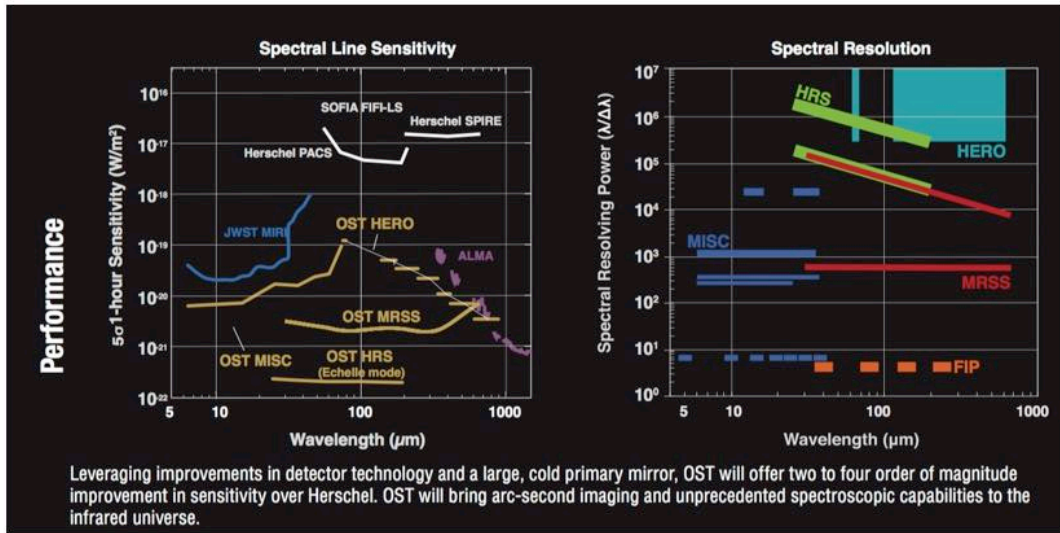 Performance
Spectral Line Sensitivity
5σ1-hour Sensitivity (W/m²)
10¹⁶
10⁻¹⁷
10⁻¹⁸
10⁻¹⁹
10⁻²⁰
10⁻²¹
10⁻²²
SOFIA FIFI-LS
Herschel SPIRE
Herschel PACS
JWST MIRI
OST HERO
ALMA
OST MRSS
OST MISC
OST HRS
(Echelle mode)
5 10 100 1000
Wavelength (μm)
Spectral Resolution
Spectral Resolving Power (λ/Δλ)
10⁷
10⁶
10⁵
10⁴
10³
10²
10¹
10⁰
HRS
HERO
MISC
MRSS
FIP
5 10 100 1000
Wavelength (μm)
Leveraging improvements in detector technology and a large, cold primary mirror, OST will offer two to four order of magnitude
improvement in sensitivity over Herschel. OST will bring arc-second imaging and unprecedented spectroscopic capabilities to the
infrared universe.